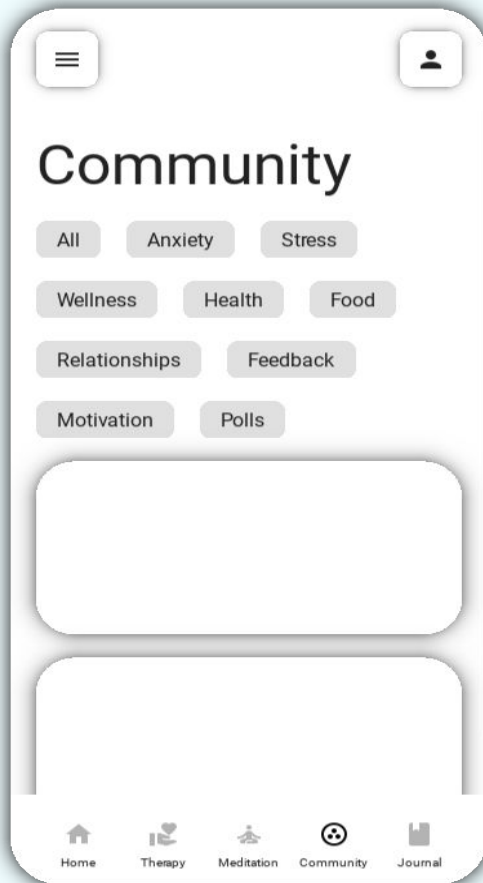 Community
All Anxiety Stress
Wellness Health Food
Relationships Feedback
Motivation Polls
Home Therapy Meditation Community Journal